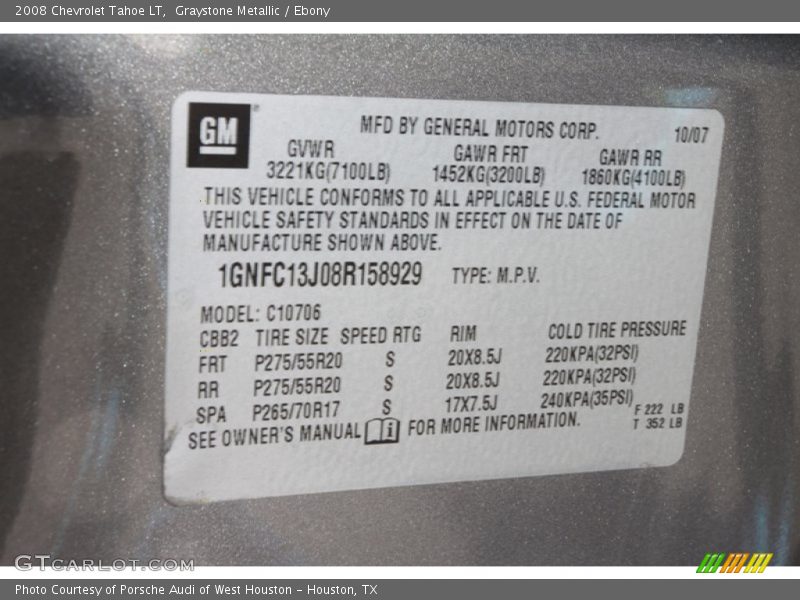 2008 Chevrolet Tahoe LT, Graystone Metallic / Ebony
GM
MFD BY GENERAL MOTORS CORP. 10/07
GVWR GAWR FRT GAWR RR
3221KG(7100LB) 1452KG(3200LB) 1860KG(4100LB)
THIS VEHICLE CONFORMS TO ALL APPLICABLE U.S. FEDERAL MOTOR
VEHICLE SAFETY STANDARDS IN EFFECT ON THE DATE OF
MANUFACTURE SHOWN ABOVE.
1GNFC13J08R158929 TYPE: M.P.V.
MODEL: C10706
CBB2 TIRE SIZE SPEED RTG RIM COLD TIRE PRESSURE
FRT P275/55R20 S 20X8.5J 220KPA(32PSI)
RR P275/55R20 S 20X8.5J 220KPA(32PSI)
SPA P265/70R17 S 17X7.5J 240KPA(35PSI)
F 222 LB
T 352 LB
SEE OWNER'S MANUAL i FOR MORE INFORMATION.
GTCARLOT.COM
Photo Courtesy of Porsche Audi of West Houston - Houston, TX